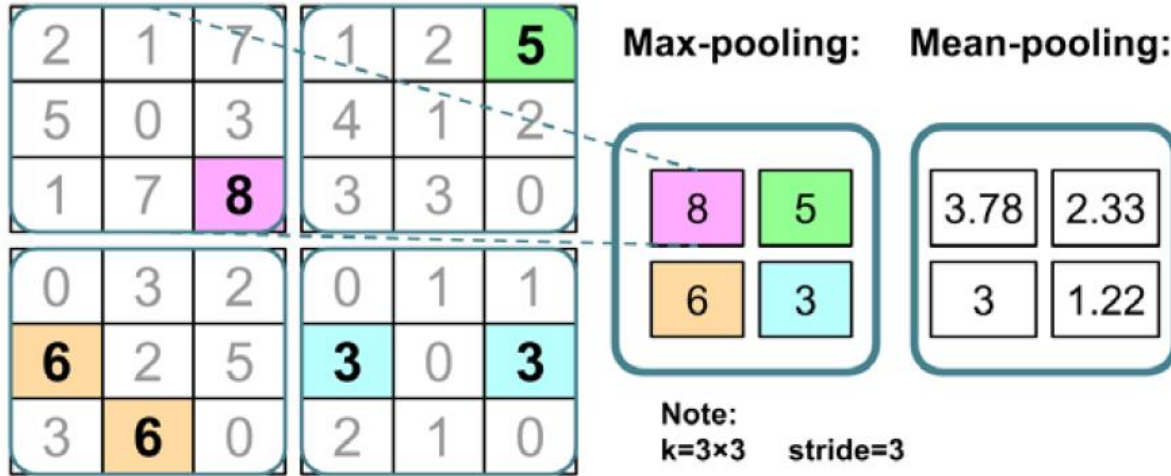 2 1 7 1 2 5
5 0 3 4 1 2
1 7 8 3 3 0
0 3 2 0 1 1
6 2 5 3 0 3
3 6 0 2 1 0
Max-pooling:
8 5
6 3
Note:
k=3×3 stride=3
Mean-pooling:
3.78 2.33
3 1.22